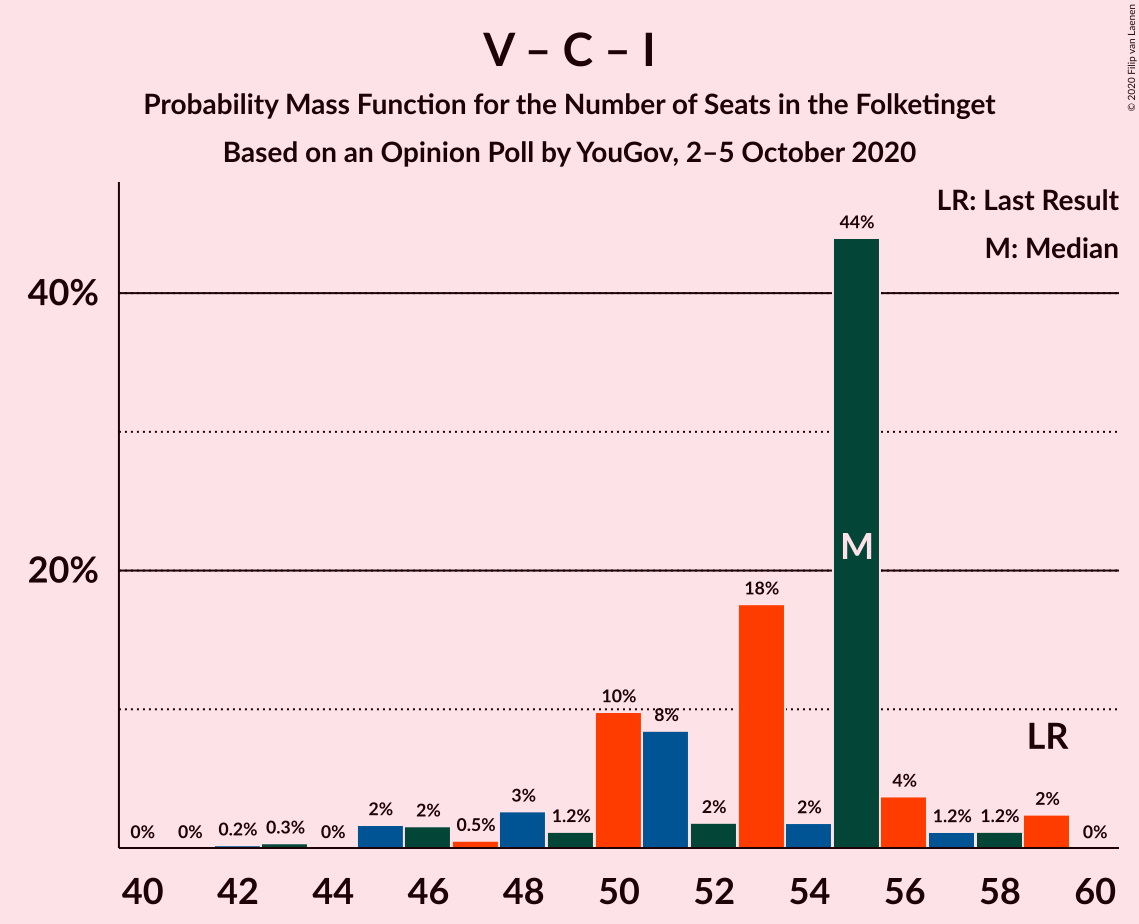 V – C – I
Probability Mass Function for the Number of Seats in the Folketinget
Based on an Opinion Poll by YouGov, 2–5 October 2020
© 2020 Filip van Laenen
LR: Last Result
M: Median
44%
40%
M
20%
18%
10%
8%
LR
4%
0% 0% 0.2% 0.3% 0% 2% 2% 0.5% 3% 1.2% 2% 2% 1.2% 1.2% 2% 0%
40 42 44 46 48 50 52 54 56 58 60